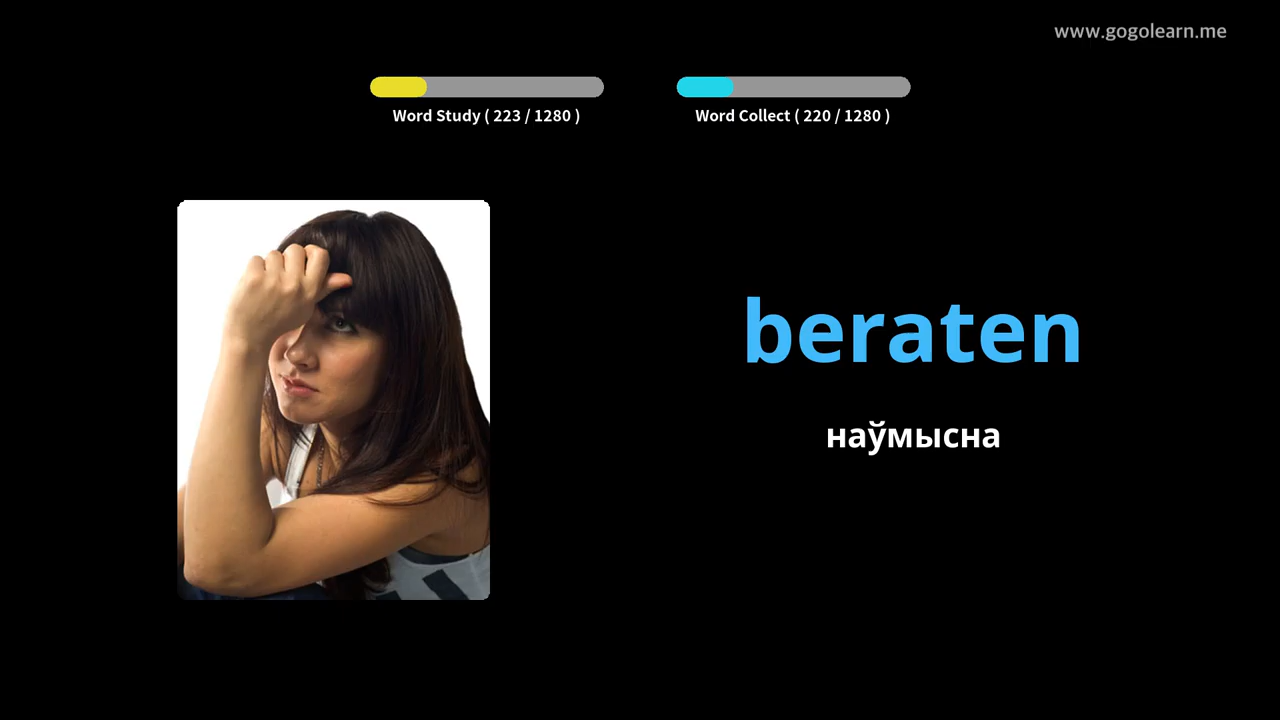 www.gogolearn.me
Word Study ( 223 / 1280 )
Word Collect ( 220 / 1280 )
beraten
наўмысна